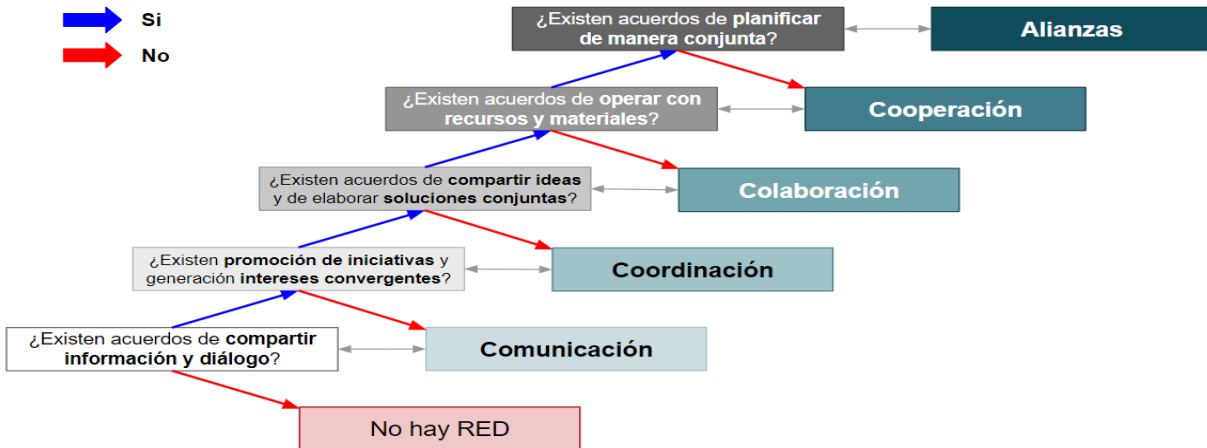 Si
No
¿Existen acuerdos de planificar
de manera conjunta?
Alianzas
¿Existen acuerdos de operar con
recursos y materiales?
Cooperación
¿Existen acuerdos de compartir ideas
y de elaborar soluciones conjuntas?
Colaboración
¿Existen promoción de iniciativas y
generación intereses convergentes?
Coordinación
¿Existen acuerdos de compartir
información y diálogo?
Comunicación
No hay RED